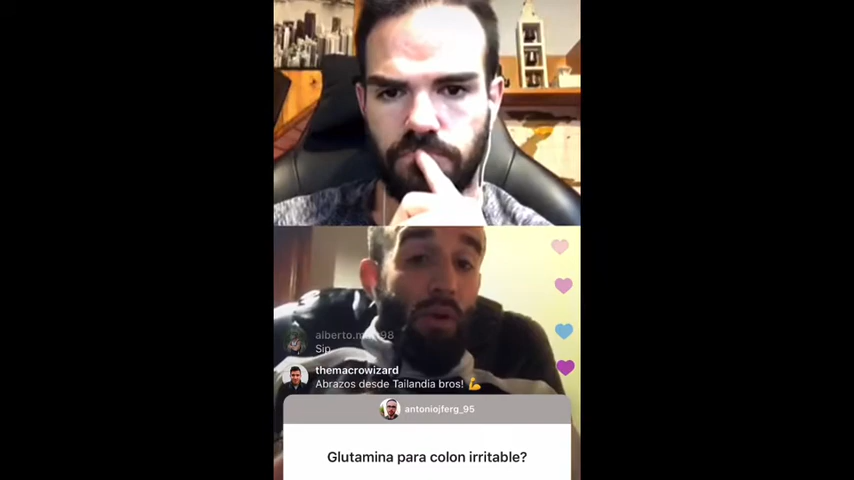 Sip
themacrowizard
Abrazos desde Tailandia bros! 💪
antoniojferg_95
Glutamina para colon irritable?